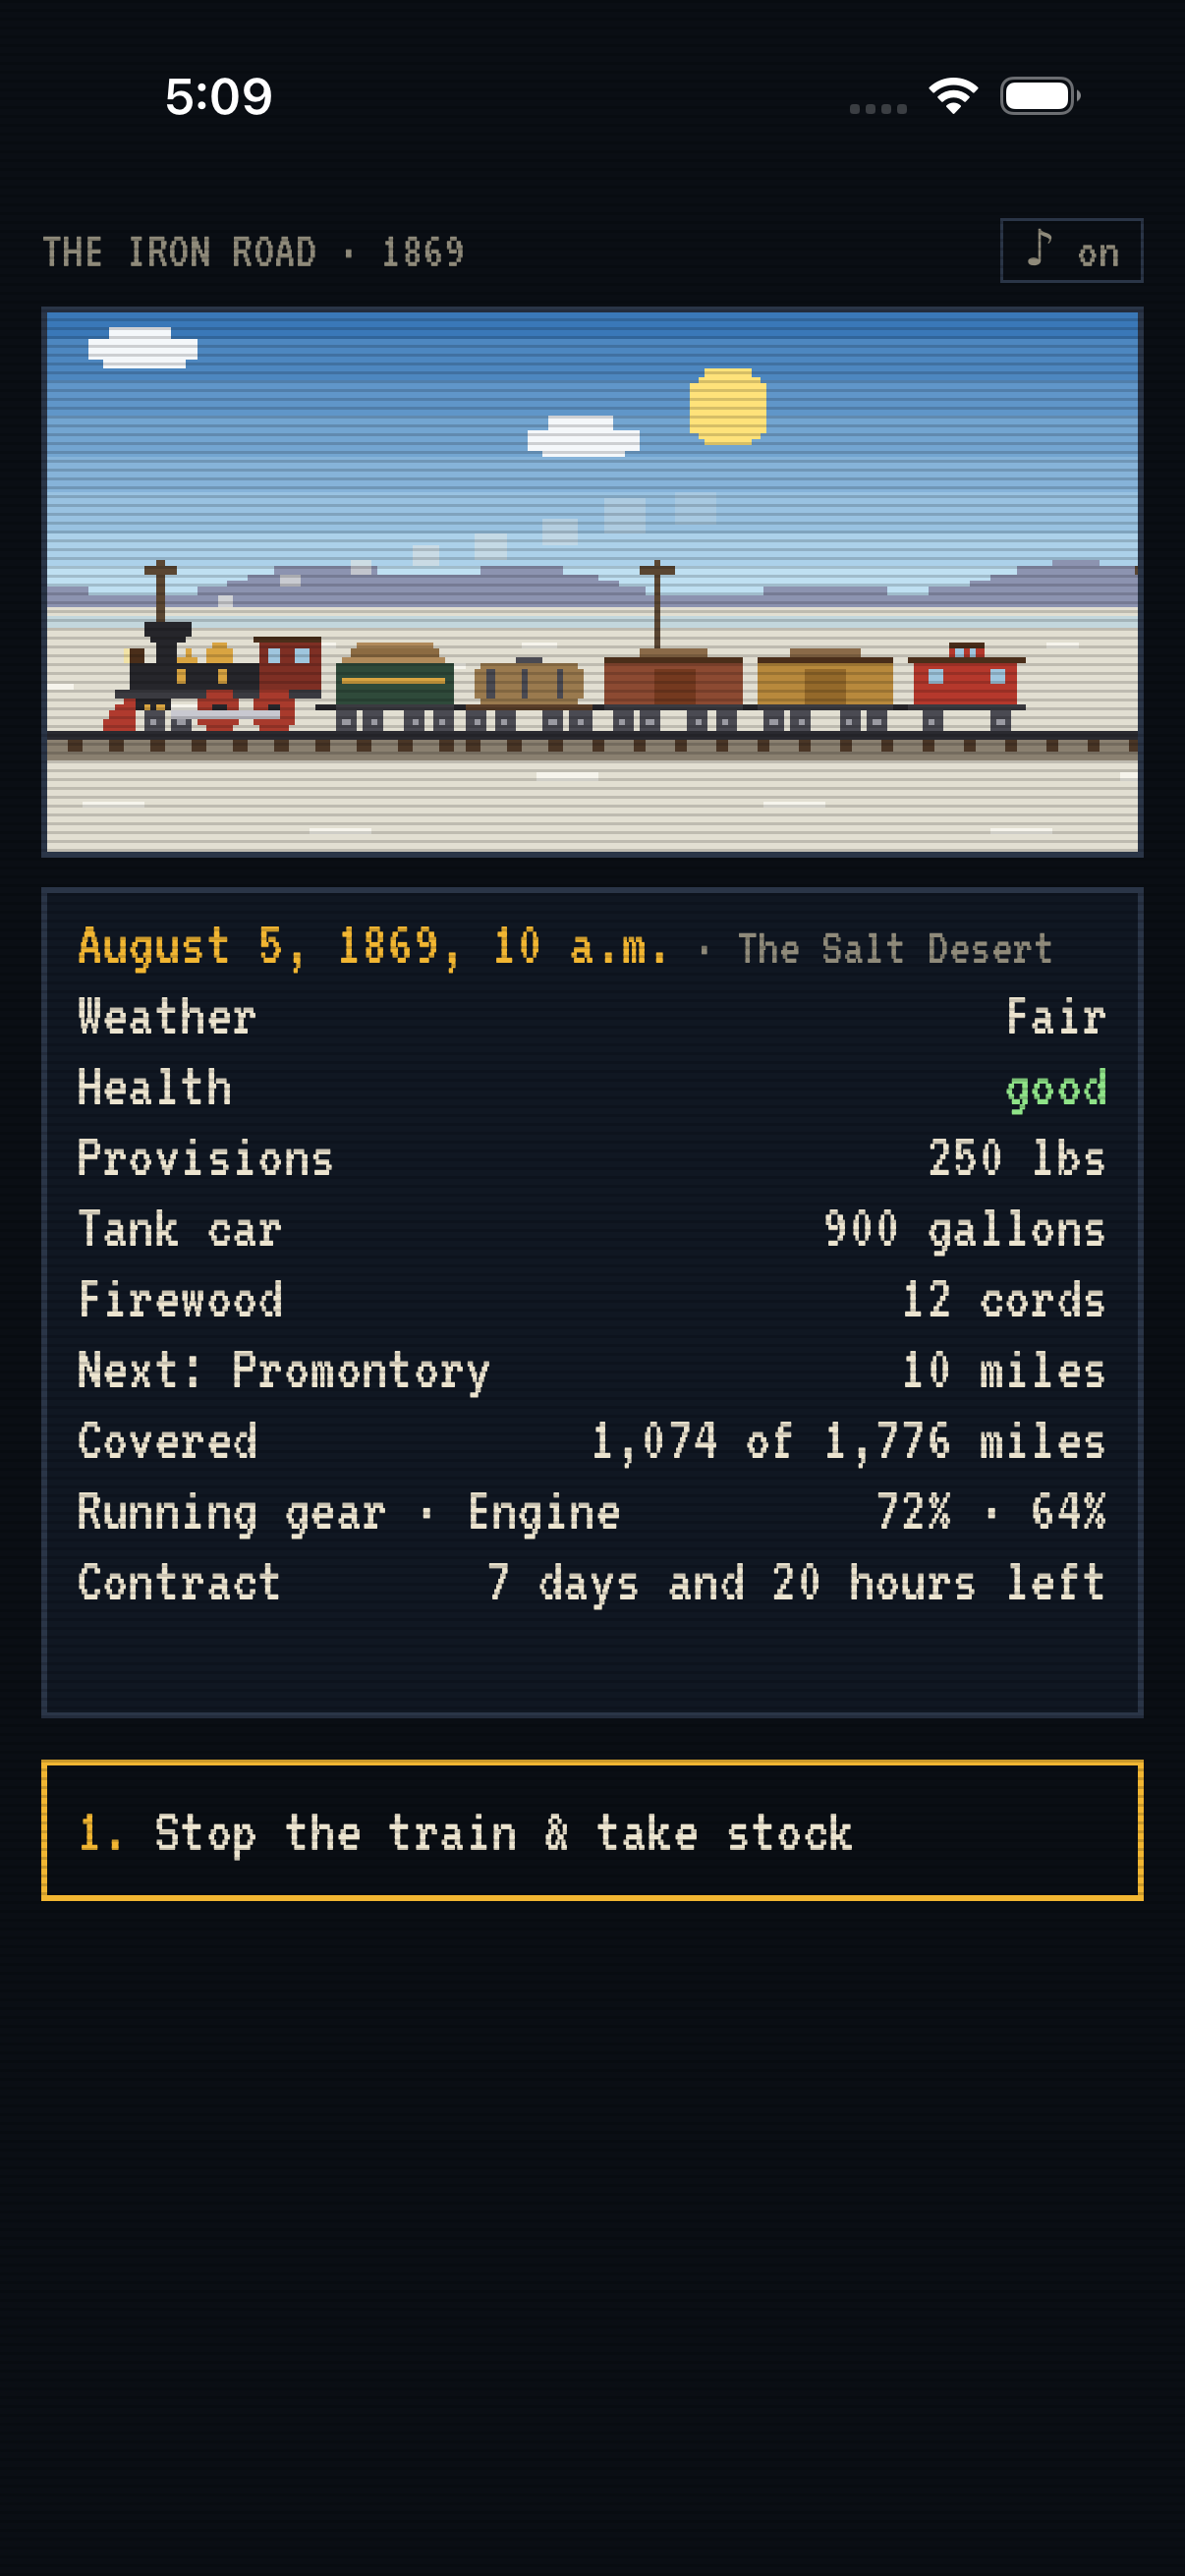 5:09
THE IRON ROAD · 1869 ♪ on
August 5, 1869, 10 a.m. · The Salt Desert
Weather Fair
Health good
Provisions 250 lbs
Tank car 900 gallons
Firewood 12 cords
Next: Promontory 10 miles
Covered 1,074 of 1,776 miles
Running gear · Engine 72% · 64%
Contract 7 days and 20 hours left
1. Stop the train & take stock